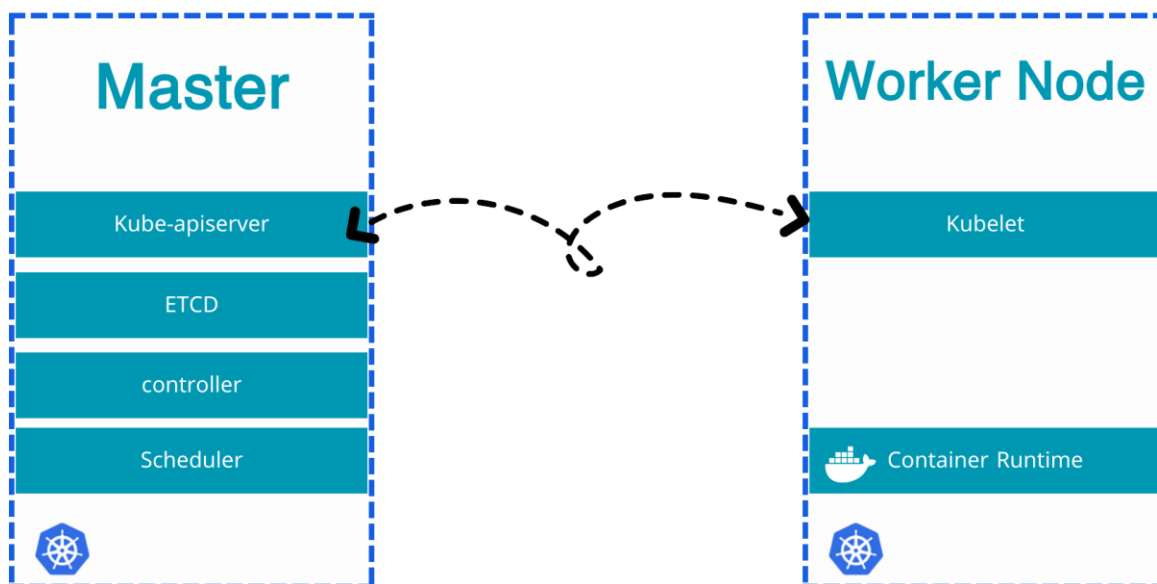 Master
Kube-apiserver
ETCD
controller
Scheduler
Worker Node
Kubelet
Container Runtime